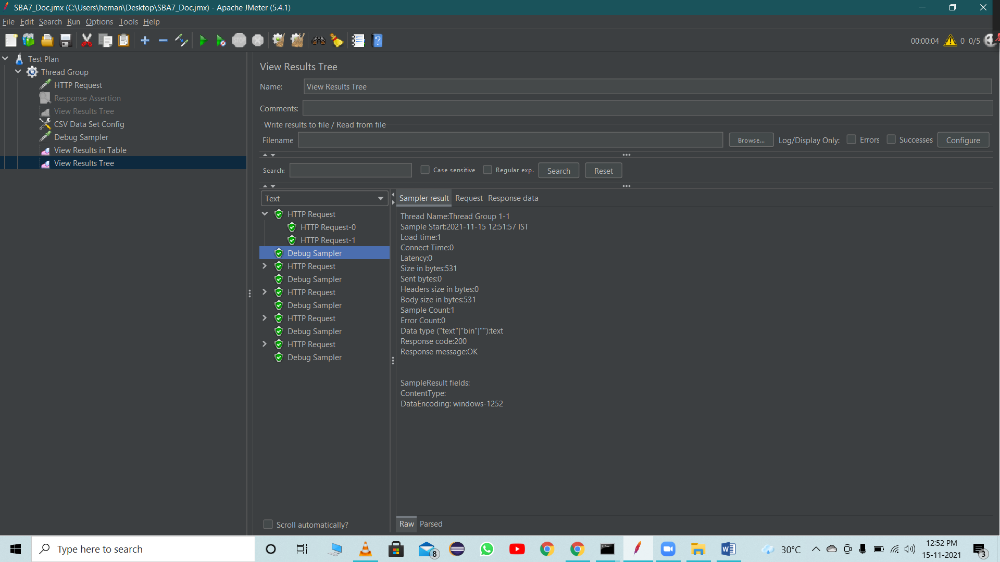 SBA7_Doc.jmx (C:\Users\heman\Desktop\SBA7_Doc.jmx) - Apache JMeter (5.4.1)
File Edit Search Run Options Tools Help
STOP
00:00:04 0 0/5
Test Plan
Thread Group
HTTP Request
Response Assertion
View Results Tree
CSV Data Set Config
Debug Sampler
View Results in Table
View Results Tree
View Results Tree
Name: View Results Tree
Comments:
Write results to file / Read from file
Filename Browse... Log/Display Only: Errors Successes Configure
Search: Case sensitive Regular exp. Search Reset
Text
HTTP Request
HTTP Request-0
HTTP Request-1
Debug Sampler
HTTP Request
Debug Sampler
HTTP Request
Debug Sampler
HTTP Request
Debug Sampler
HTTP Request
Debug Sampler
Scroll automatically?
Sampler result Request Response data
Thread Name:Thread Group 1-1
Sample Start:2021-11-15 12:51:57 IST
Load time:1
Connect Time:0
Latency:0
Size in bytes:531
Sent bytes:0
Headers size in bytes:0
Body size in bytes:531
Sample Count:1
Error Count:0
Data type ("text"|"bin"|""):text
Response code:200
Response message:OK
SampleResult fields:
ContentType:
DataEncoding: windows-1252
Raw Parsed
Type here to search
8
30°C
12:52 PM
15-11-2021
3